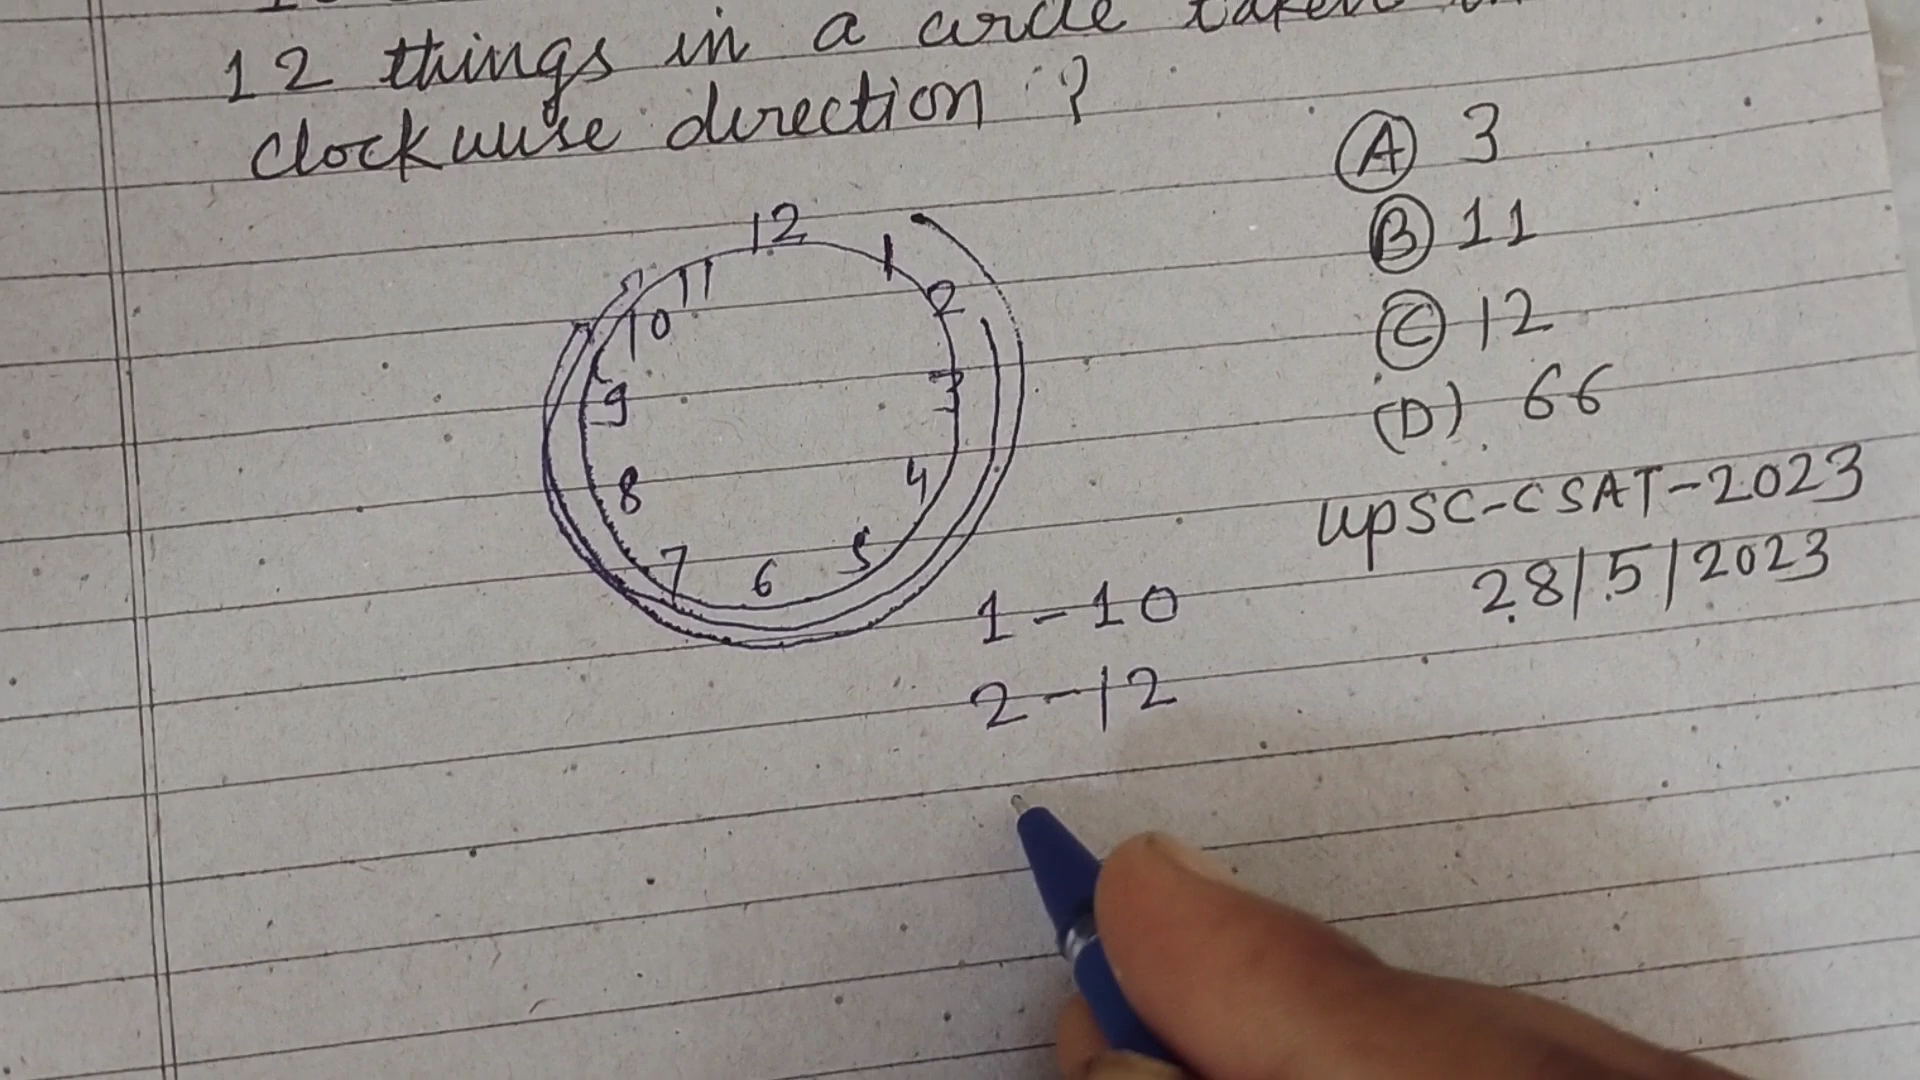 12 things in a circle taken
clockwise direction ?
(A) 3
(B) 11
(C) 12
(D) 66
UPSC-CSAT-2023
28/5/2023
12
1
2
3
4
5
6
7
8
9
10
11
1-10
2-12